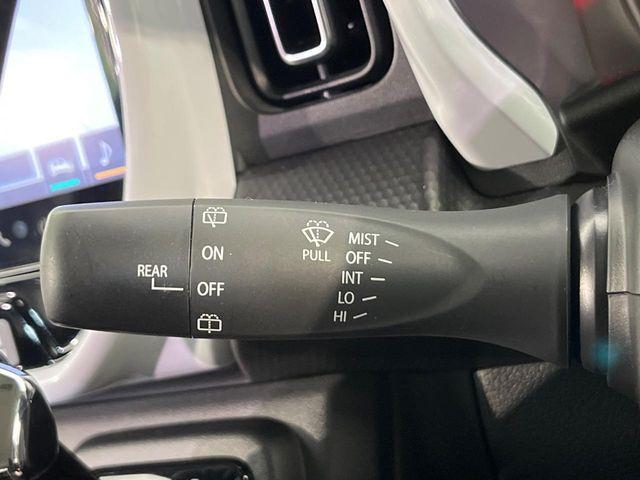 REAR
ON
OFF
PULL
MIST
OFF
INT
LO
HI